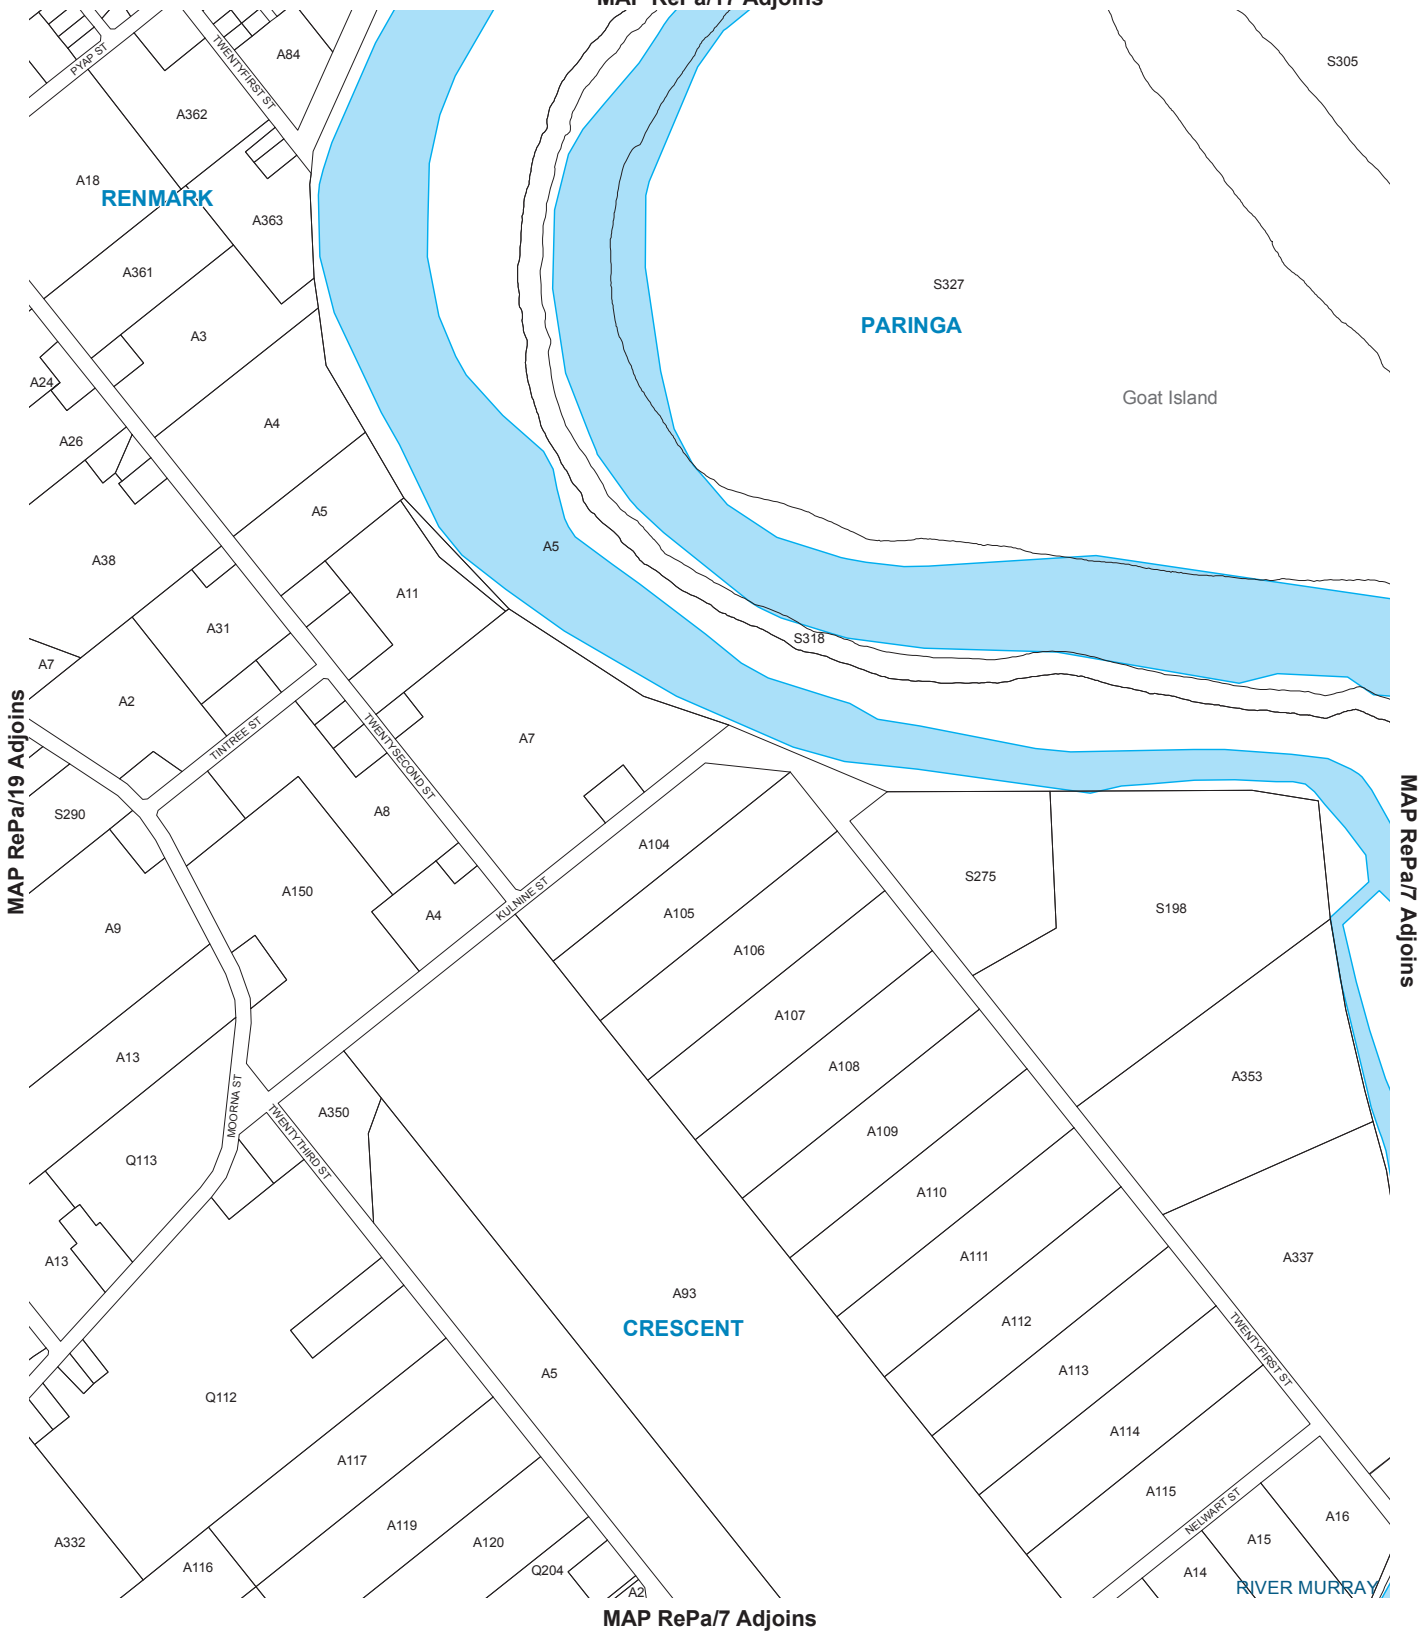 MAP RePa/17 Adjoins
S305
A84
PYAP ST
TWENTYFIRST ST
A362
A18
RENMARK
A363
A361
S327
PARINGA
A3
A24
Goat Island
A4
A26
A5
A38
A5
A11
A31
S318
A7
A2
TINTREE ST
A7
TWENTYSECOND ST
MAP RePa/19 Adjoins
MAP RePa/7 Adjoins
S290
A8
A104
S275
A150
KULNINE ST
A4
A105
S198
A9
A106
A107
A13
A108
A353
MOORNA ST
A350
TWENTYTHIRD ST
A109
Q113
A110
A111
A13
A337
A93
CRESCENT
A112
TWENTYFIRST ST
A113
A5
Q112
A114
A117
A115
NELWART ST
A16
A119
A15
A332
A120
A116
Q204
A14
A2
RIVER MURRAY
MAP RePa/7 Adjoins